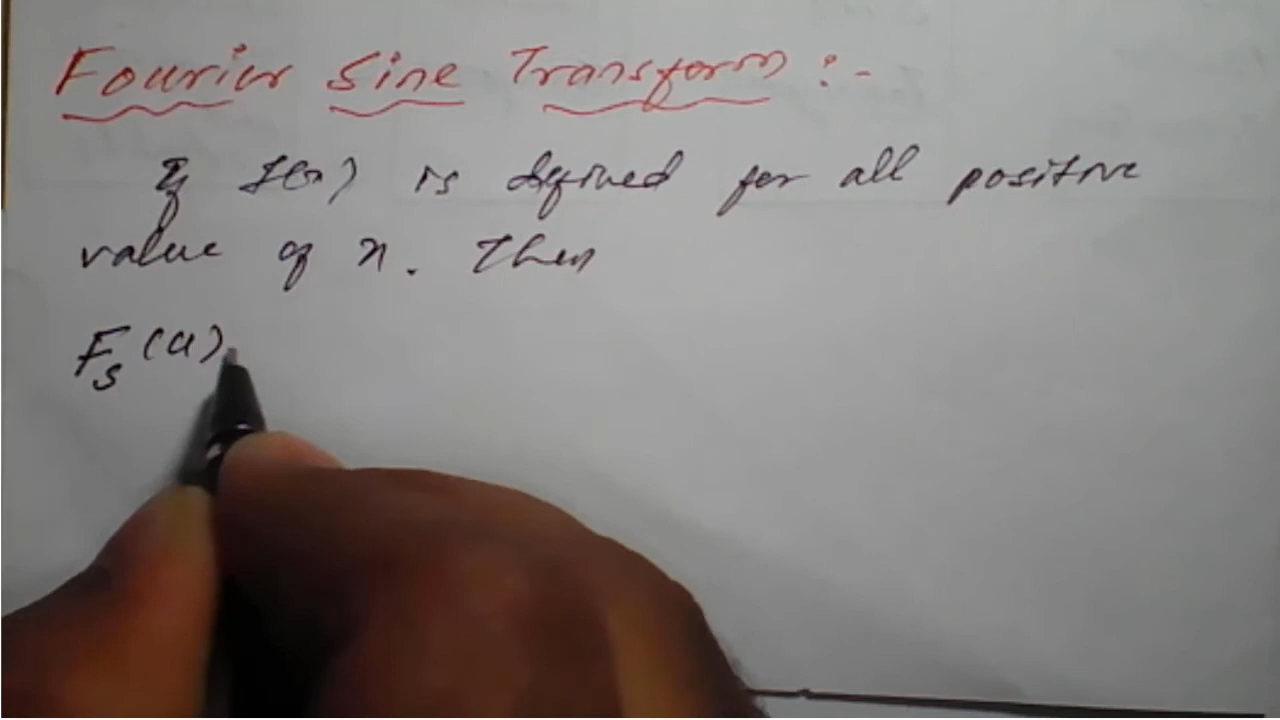 Fourier Sine Transform :-
If f(x) is defined for all positive
value of x. Then
Fs(u)